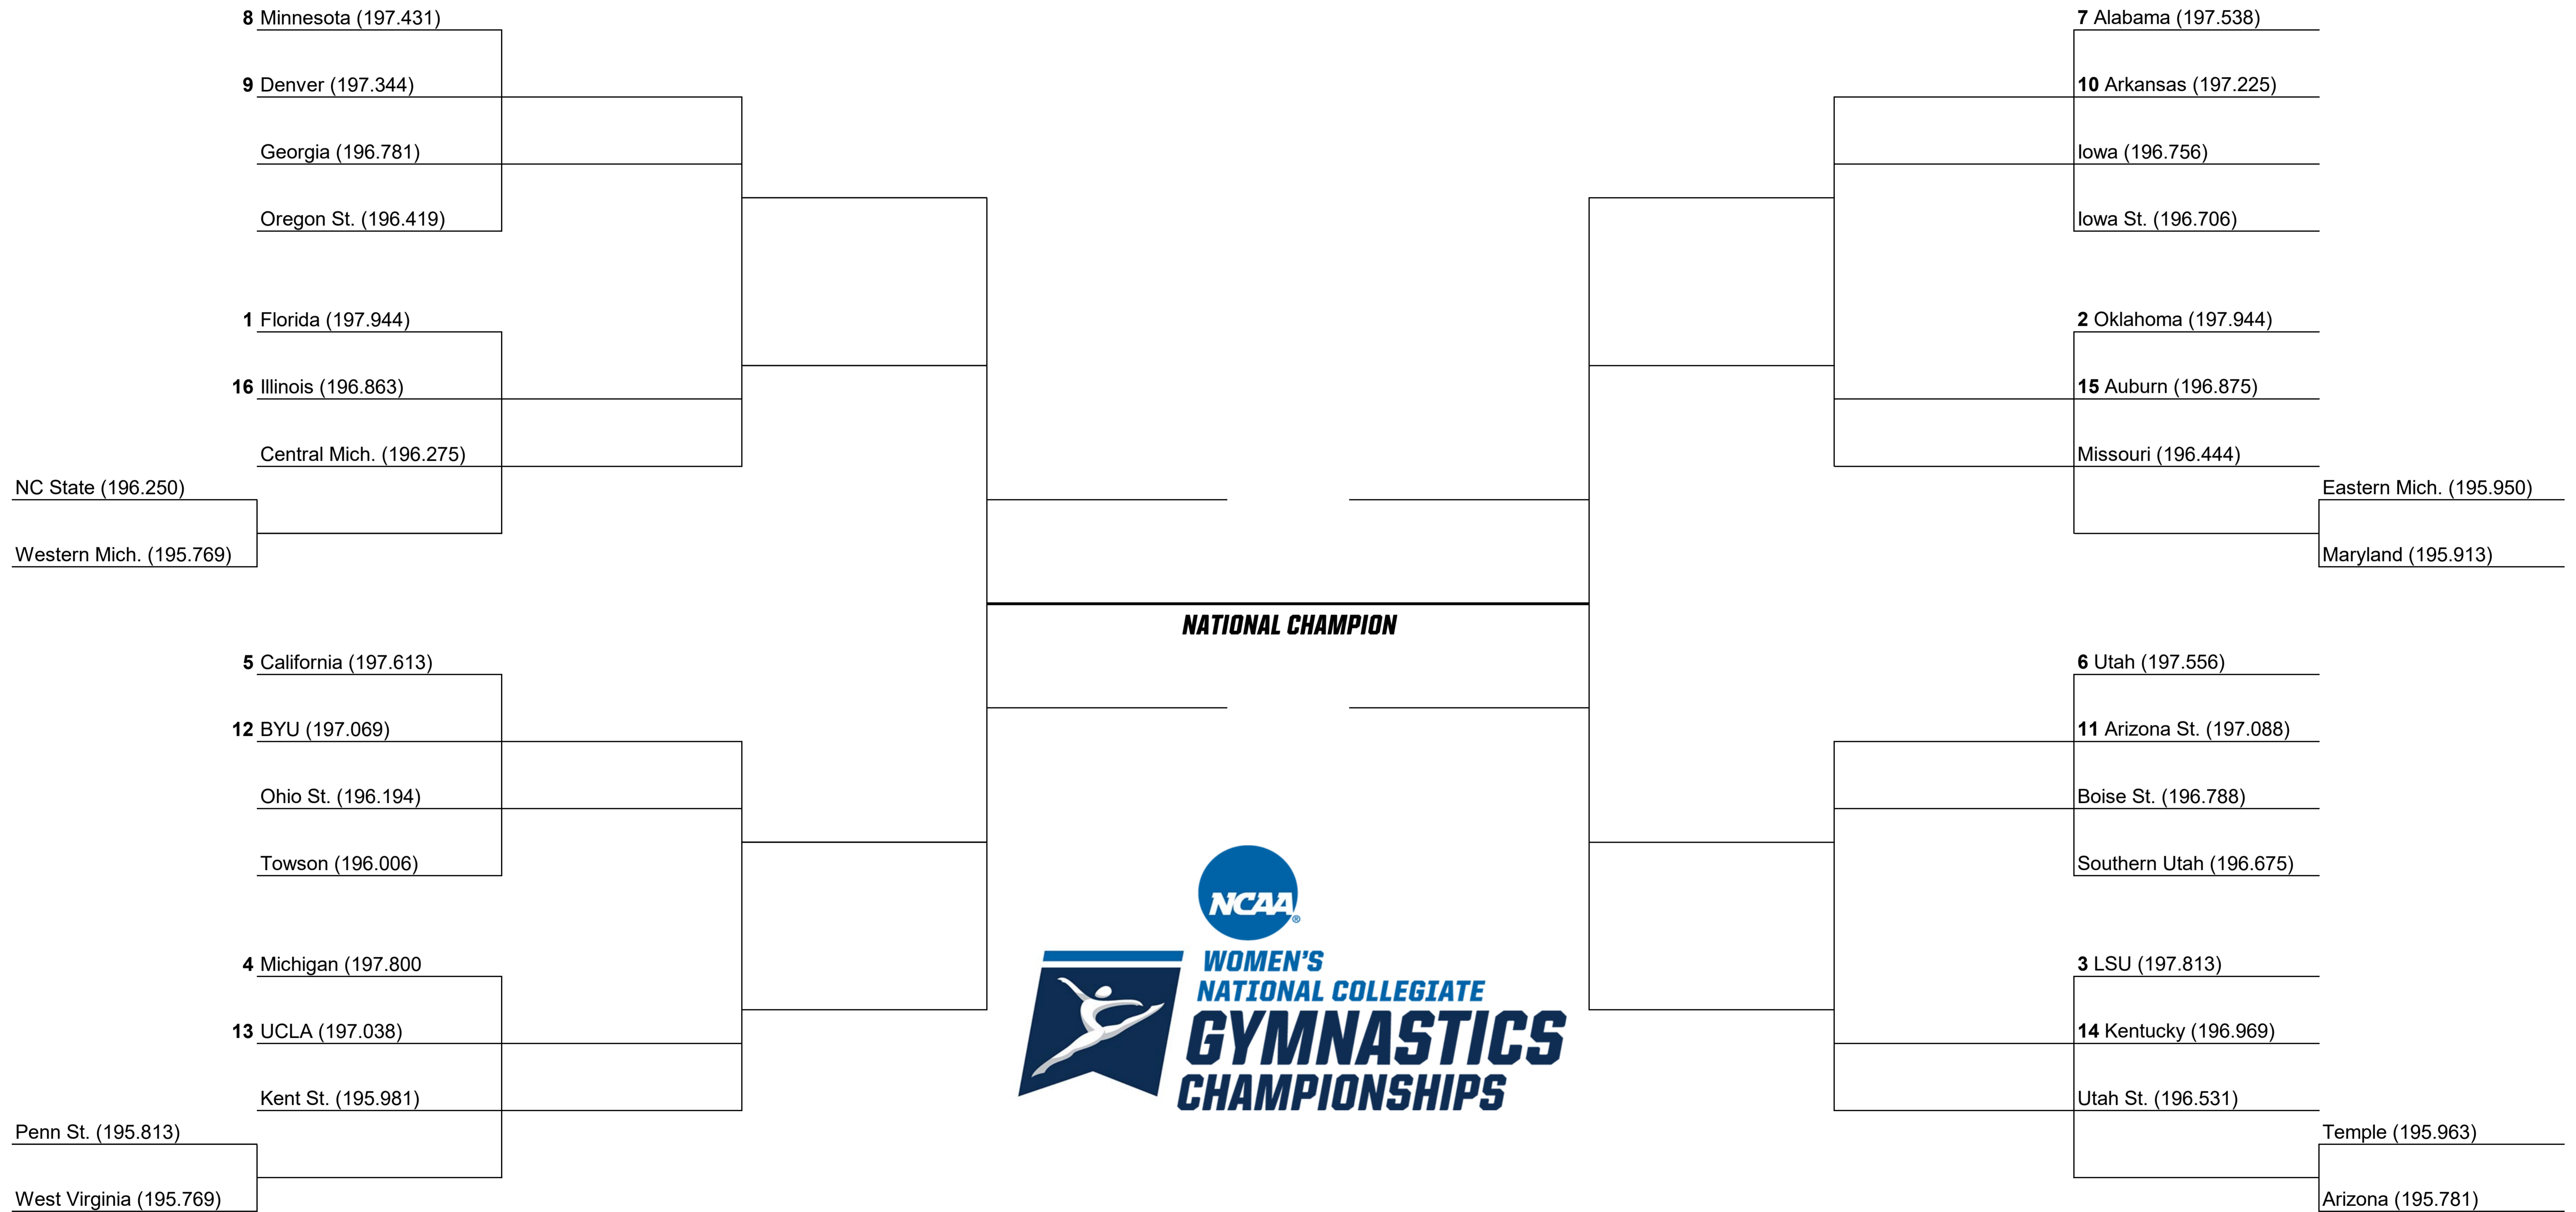 8 Minnesota (197.431)
9 Denver (197.344)
Georgia (196.781)
Oregon St. (196.419)
1 Florida (197.944)
16 Illinois (196.863)
Central Mich. (196.275)
NC State (196.250)
Western Mich. (195.769)
5 California (197.613)
12 BYU (197.069)
Ohio St. (196.194)
Towson (196.006)
4 Michigan (197.800
13 UCLA (197.038)
Kent St. (195.981)
Penn St. (195.813)
West Virginia (195.769)
NATIONAL CHAMPION
NCAA®
WOMEN'S
NATIONAL COLLEGIATE
GYMNASTICS
CHAMPIONSHIPS
7 Alabama (197.538)
10 Arkansas (197.225)
Iowa (196.756)
Iowa St. (196.706)
2 Oklahoma (197.944)
15 Auburn (196.875)
Missouri (196.444)
Eastern Mich. (195.950)
Maryland (195.913)
6 Utah (197.556)
11 Arizona St. (197.088)
Boise St. (196.788)
Southern Utah (196.675)
3 LSU (197.813)
14 Kentucky (196.969)
Utah St. (196.531)
Temple (195.963)
Arizona (195.781)